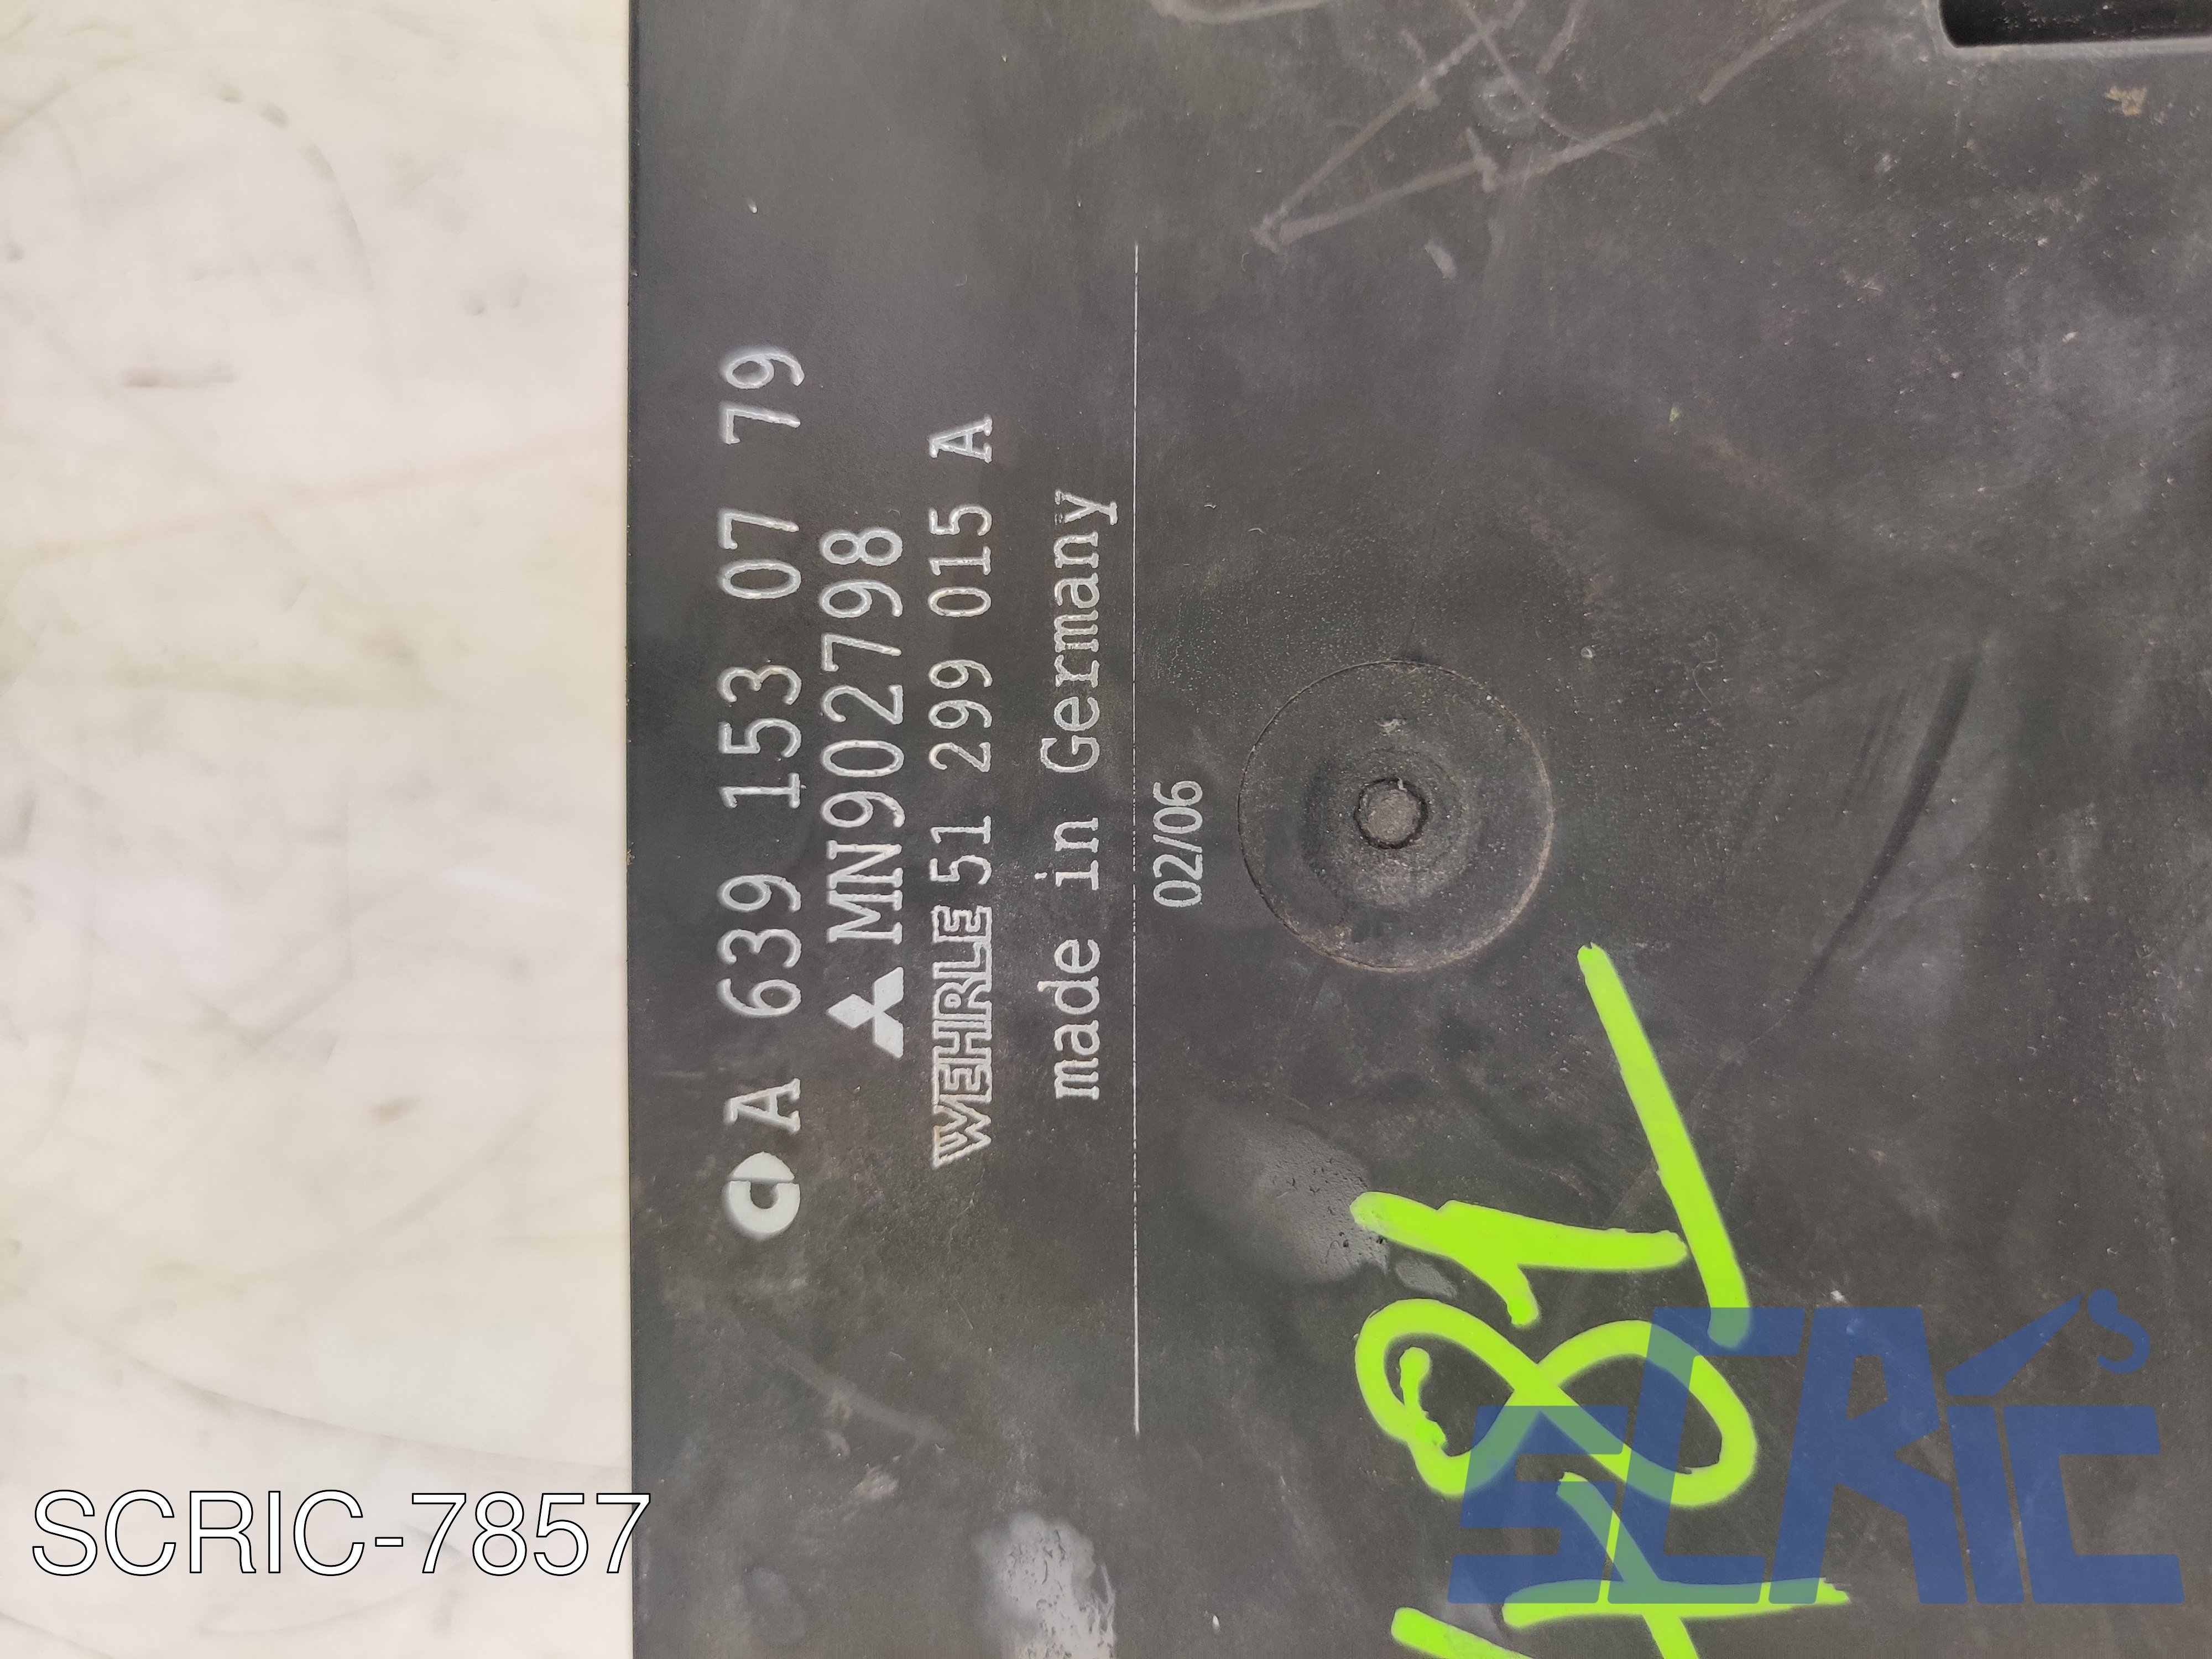 A 639 153 07 79
MN902798
WEHRLE 51 299 015 A
made in Germany
02/06
SCRIC-7857
SCRIC